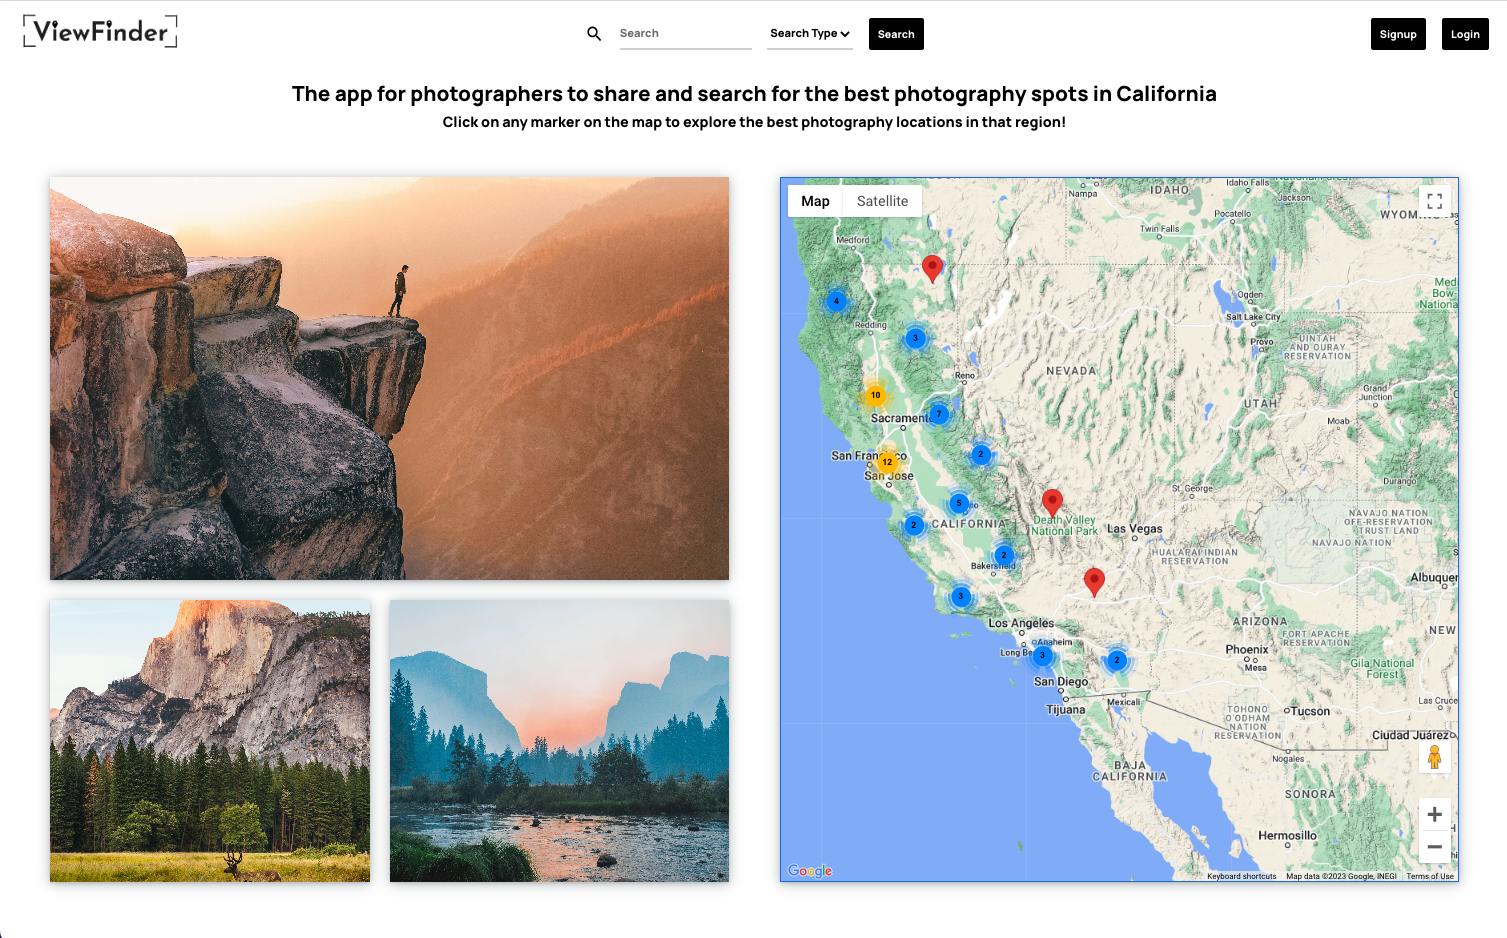 ViewFinder
Search
Search Type
Search
Signup
Login
The app for photographers to share and search for the best photography spots in California
Click on any marker on the map to explore the best photography locations in that region!
Map
Satellite
Nampa
IDAHO
Idaho Falls
Jackson
Pocatello
WYOM
Twin Falls
Medford
Ogden
Salt Lake City
Med
Bow-
Nationa
4
Redding
3
Provo
UINTAH
AND OURAY
RESERVATION
Reno
NEVADA
Grand
Junction
10
Sacrament
7
UTAH
Moab
San Fran
co
12
San Jose
2
5
no
St. George
Durango
2
CALIFORNIA
Death Valley
National Park
Las Vegas
NAVAJO NATION
OFF-RESERVATION
TRUST LAND
NAVAJO NATION
HUALAPAI INDIAN
RESERVATION
2
Bakersfield
Albuquer
3
Los Angeles
ARIZONA
Anaheim
Long Be
3
2
FORT APACHE
RESERVATION
NEW
Phoenix
Mesa
Gila National
Forest
San Diego
Tijuana
Mexicali
TOHONO
O'ODHAM
NATION
RESERVATION
Tucson
Las Cruce
Ciudad Juárez
Nogales
BAJA
CALIFORNIA
SONORA
Hermosillo
Google
Keyboard shortcuts
Map data ©2023 Google, INEGI
Terms of Use